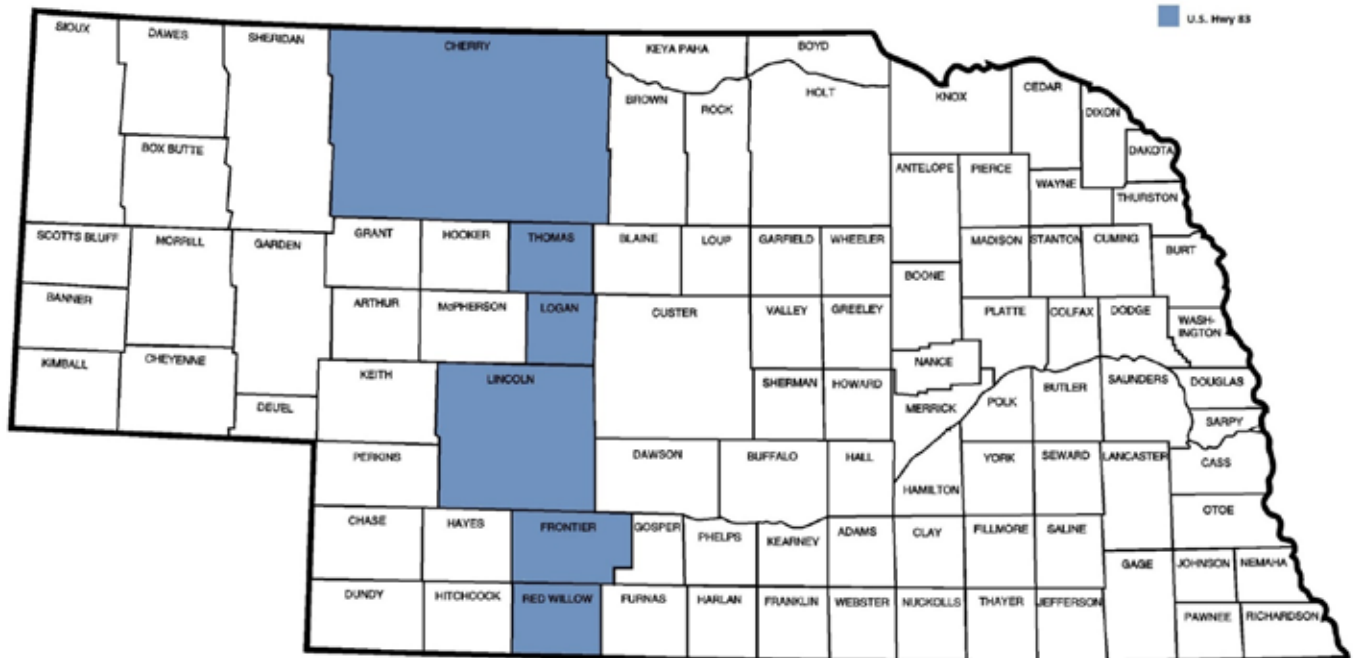 U.S. Hwy 83
SIOUX
DAWES
SHERIDAN
CHERRY
KEYA PAHA
BOYD
BROWN
ROCK
HOLT
KNOX
CEDAR
DIXON
DAKOTA
BOX BUTTE
ANTELOPE
PIERCE
WAYNE
THURSTON
SCOTTS BLUFF
MORRILL
GARDEN
GRANT
HOOKER
THOMAS
BLAINE
LOUP
GARFIELD
WHEELER
MADISON
STANTON
CUMING
BURT
BOONE
BANNER
ARTHUR
McPHERSON
LOGAN
CUSTER
VALLEY
GREELEY
PLATTE
COLFAX
DODGE
WASH-
INGTON
KIMBALL
CHEYENNE
NANCE
KEITH
LINCOLN
SHERMAN
HOWARD
MERRICK
POLK
BUTLER
SAUNDERS
DOUGLAS
DEUEL
SARPY
PERKINS
DAWSON
BUFFALO
HALL
HAMILTON
YORK
SEWARD
LANCASTER
CASS
OTOE
CHASE
HAYES
FRONTIER
GOSPER
PHELPS
KEARNEY
ADAMS
CLAY
FILLMORE
SALINE
GAGE
JOHNSON
NEMAHA
DUNDY
HITCHCOCK
RED WILLOW
FURNAS
HARLAN
FRANKLIN
WEBSTER
NUCKOLLS
THAYER
JEFFERSON
PAWNEE
RICHARDSON